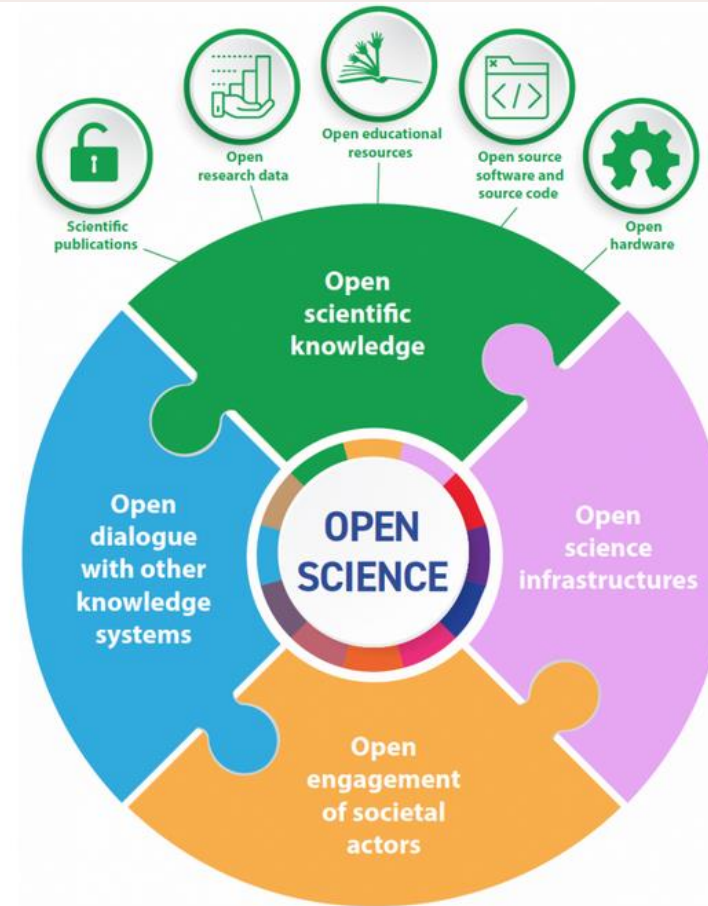 Scientific
publications
Open
research data
Open educational
resources
Open source
software and
source code
Open
hardware
Open
scientific
knowledge
Open
dialogue
with other
knowledge
systems
OPEN
SCIENCE
Open
science
infrastructures
Open
engagement
of societal
actors